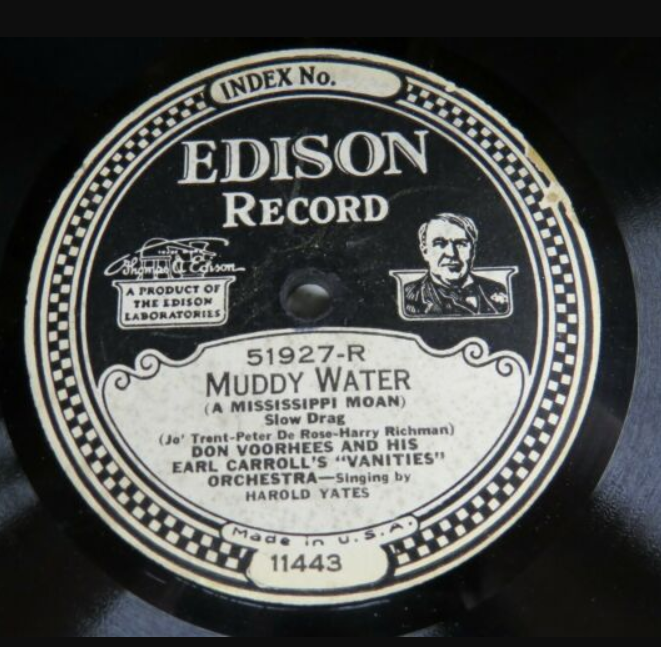 INDEX No.
EDISON
RECORD
TRADE MARK
Thomas A Edison
A PRODUCT OF
THE EDISON
LABORATORIES
51927-R
MUDDY WATER
(A MISSISSIPPI MOAN)
Slow Drag
(Jo' Trent-Peter De Rose-Harry Richman)
DON VOORHEES AND HIS
EARL CARROLL'S "VANITIES"
ORCHESTRA—Singing by
HAROLD YATES
Made in U.S.A.
11443